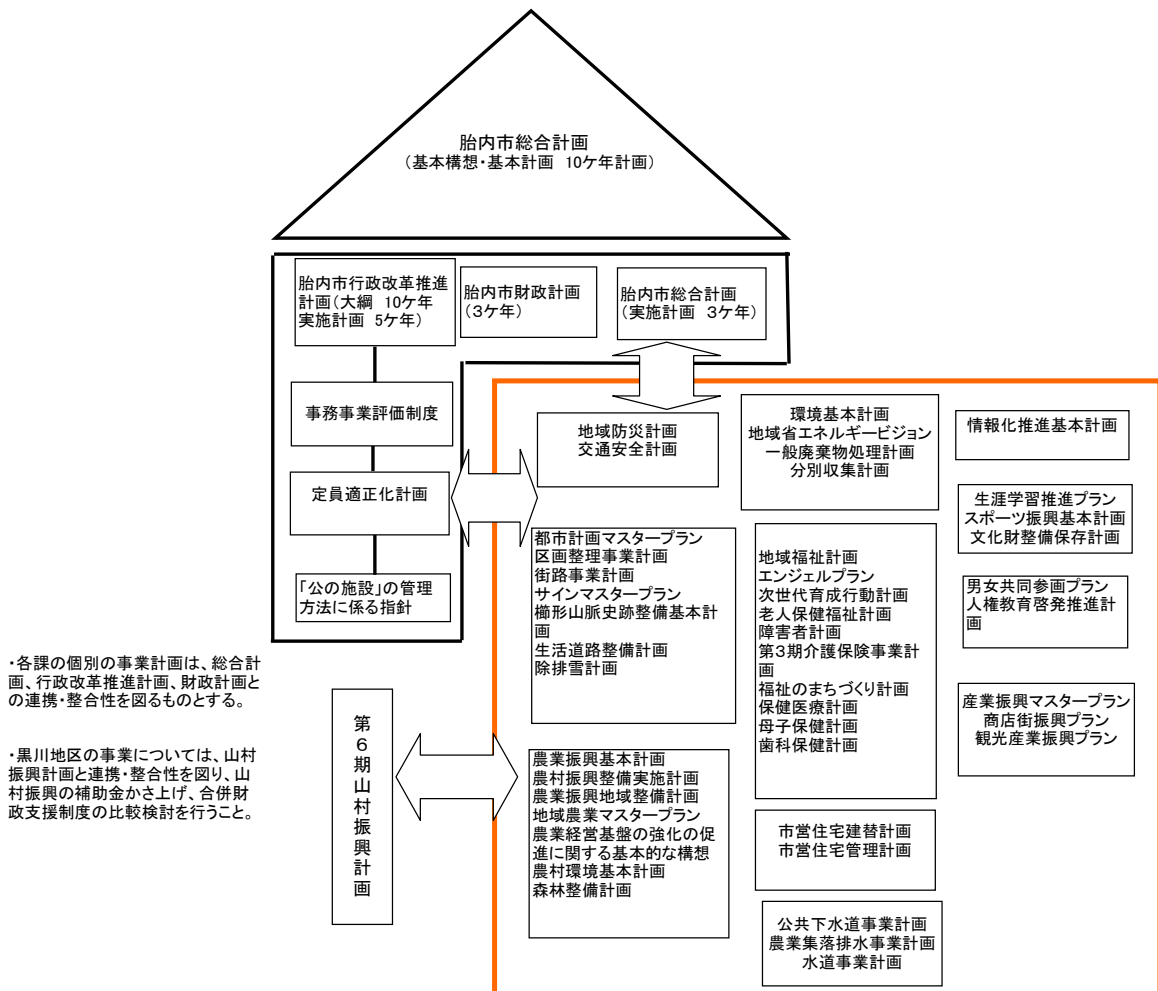 胎内市総合計画
（基本構想・基本計画　10ケ年計画）
胎内市行政改革推進
計画（大綱　10ケ年
実施計画　5ケ年）
胎内市財政計画
（3ケ年）
胎内市総合計画
（実施計画　3ケ年）
事務事業評価制度
定員適正化計画
「公の施設」の管理
方法に係る指針
・各課の個別の事業計画は、総合計
画、行政改革推進計画、財政計画と
の連携・整合性を図るものとする。
・黒川地区の事業については、山村
振興計画と連携・整合性を図り、山
村振興の補助金かさ上げ、合併財
政支援制度の比較検討を行うこと。
第6期山村振興計画
地域防災計画
交通安全計画
都市計画マスタープラン
区画整理事業計画
街路事業計画
サインマスタープラン
櫛形山脈史跡整備基本計
画
生活道路整備計画
除排雪計画
農業振興基本計画
農村振興整備実施計画
農業振興地域整備計画
地域農業マスタープラン
農業経営基盤の強化の促
進に関する基本的な構想
農村環境基本計画
森林整備計画
環境基本計画
地域省エネルギービジョン
一般廃棄物処理計画
分別収集計画
地域福祉計画
エンジェルプラン
次世代育成行動計画
老人保健福祉計画
障害者計画
第3期介護保険事業計
画
福祉のまちづくり計画
保健医療計画
母子保健計画
歯科保健計画
市営住宅建替計画
市営住宅管理計画
公共下水道事業計画
農業集落排水事業計画
水道事業計画
情報化推進基本計画
生涯学習推進プラン
スポーツ振興基本計画
文化財整備保存計画
男女共同参画プラン
人権教育啓発推進計
画
産業振興マスタープラン
商店街振興プラン
観光産業振興プラン